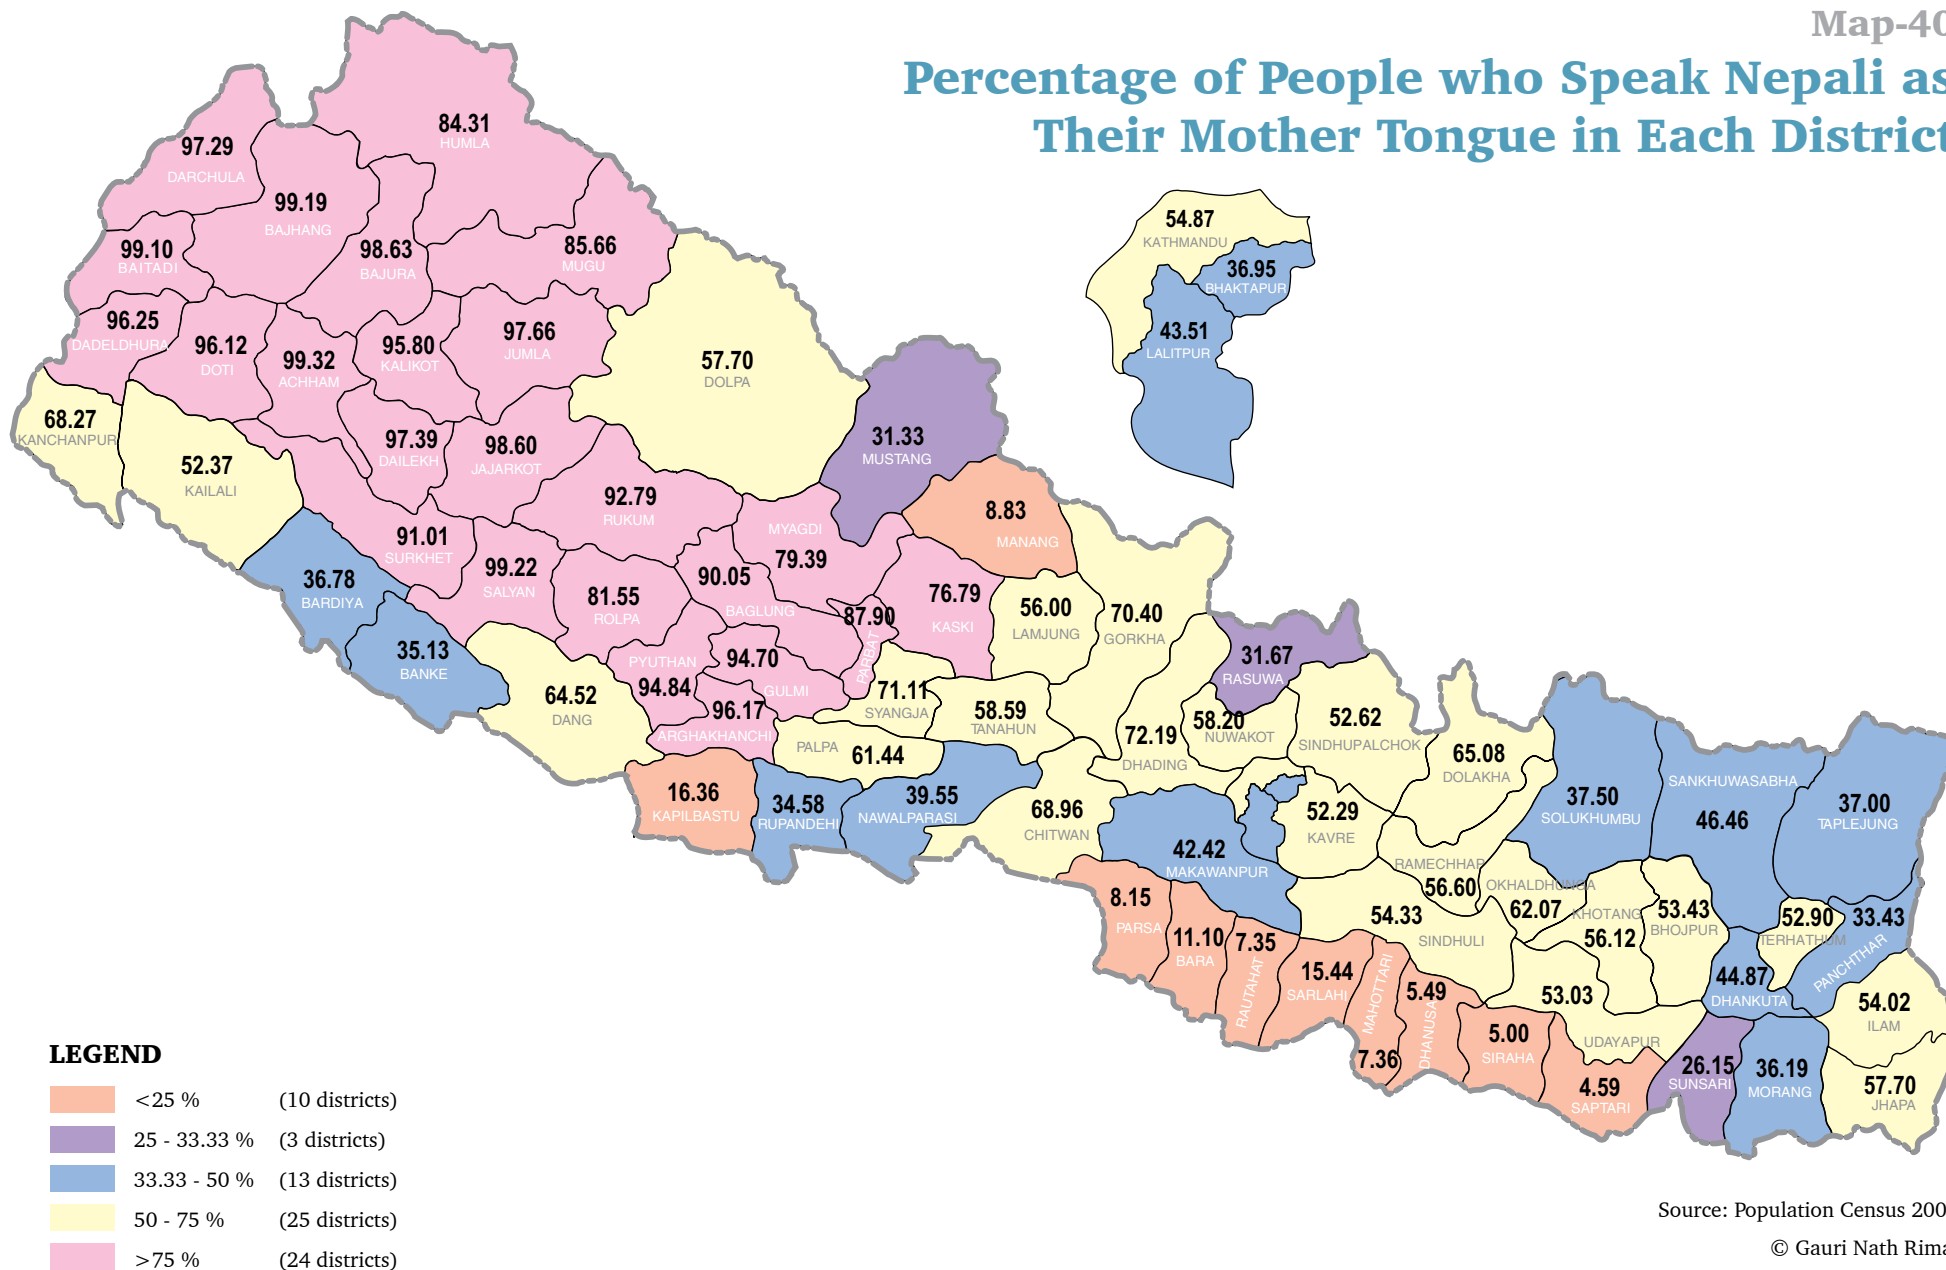 Map-40
Percentage of People who Speak Nepali as
Their Mother Tongue in Each District
84.31
HUMLA
97.29
DARCHULA
99.19
BAJHANG
99.10
BAITADI
98.63
BAJURA
85.66
MUGU
54.87
KATHMANDU
36.95
BHAKTAPUR
43.51
LALITPUR
96.25
DADELDHURA
96.12
DOTI
99.32
ACHHAM
95.80
KALIKOT
97.66
JUMLA
57.70
DOLPA
68.27
KANCHANPUR
52.37
KAILALI
97.39
DAILEKH
98.60
JAJARKOT
31.33
MUSTANG
92.79
RUKUM
8.83
MANANG
91.01
SURKHET
MYAGDI
79.39
99.22
SALYAN
81.55
ROLPA
90.05
BAGLUNG
36.78
BARDIYA
87.90
PARBAT
76.79
KASKI
56.00
LAMJUNG
70.40
GORKHA
35.13
BANKE
PYUTHAN
94.84
94.70
GULMI
31.67
RASUWA
64.52
DANG
96.17
ARGHAKHANCHI
71.11
SYANGJA
58.59
TANAHUN
72.19
DHADING
58.20
NUWAKOT
52.62
SINDHUPALCHOK
65.08
DOLAKHA
PALPA
61.44
16.36
KAPILBASTU
34.58
RUPANDEHI
39.55
NAWALPARASI
68.96
CHITWAN
52.29
KAVRE
37.50
SOLUKHUMBU
SANKHUWASABHA
46.46
37.00
TAPLEJUNG
42.42
MAKAWANPUR
RAMECHHAP
56.60
OKHALDHUNGA
62.07
KHOTANG
56.12
53.43
BHOJPUR
52.90
TERHATHUM
33.43
PANCHTHAR
8.15
PARSA
11.10
BARA
7.35
RAUTAHAT
54.33
SINDHULI
15.44
SARLAHI
MAHOTTARI
7.36
5.49
DHANUSA
53.03
UDAYAPUR
44.87
DHANKUTA
54.02
ILAM
5.00
SIRAHA
4.59
SAPTARI
26.15
SUNSARI
36.19
MORANG
57.70
JHAPA
LEGEND
<25 % (10 districts)
25 - 33.33 % (3 districts)
33.33 - 50 % (13 districts)
50 - 75 % (25 districts)
>75 % (24 districts)
Source: Population Census 200
© Gauri Nath Rima